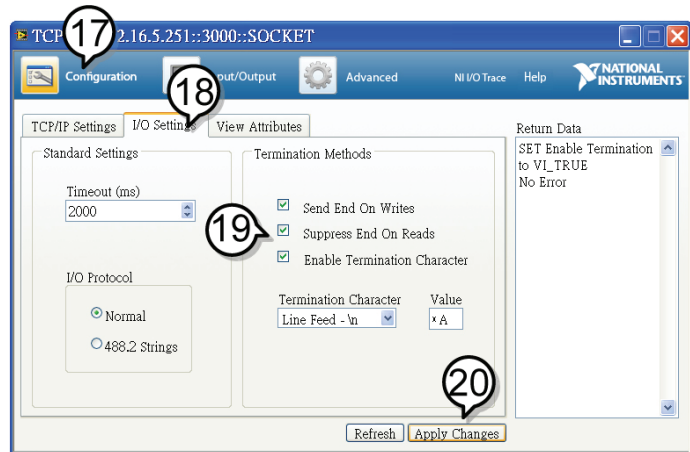 TCP 2.16.5.251::3000::SOCKET
17
Configuration
put/Output
Advanced
NI I/O Trace
Help
NATIONAL
INSTRUMENTS
18
TCP/IP Settings
I/O Settings
View Attributes
Return Data
Standard Settings
Termination Methods
SET Enable Termination
to VI_TRUE
No Error
Timeout (ms)
2000
Send End On Writes
19
Suppress End On Reads
Enable Termination Character
I/O Protocol
Normal
488.2 Strings
Termination Character
Value
Line Feed - \n
x A
20
Refresh
Apply Changes